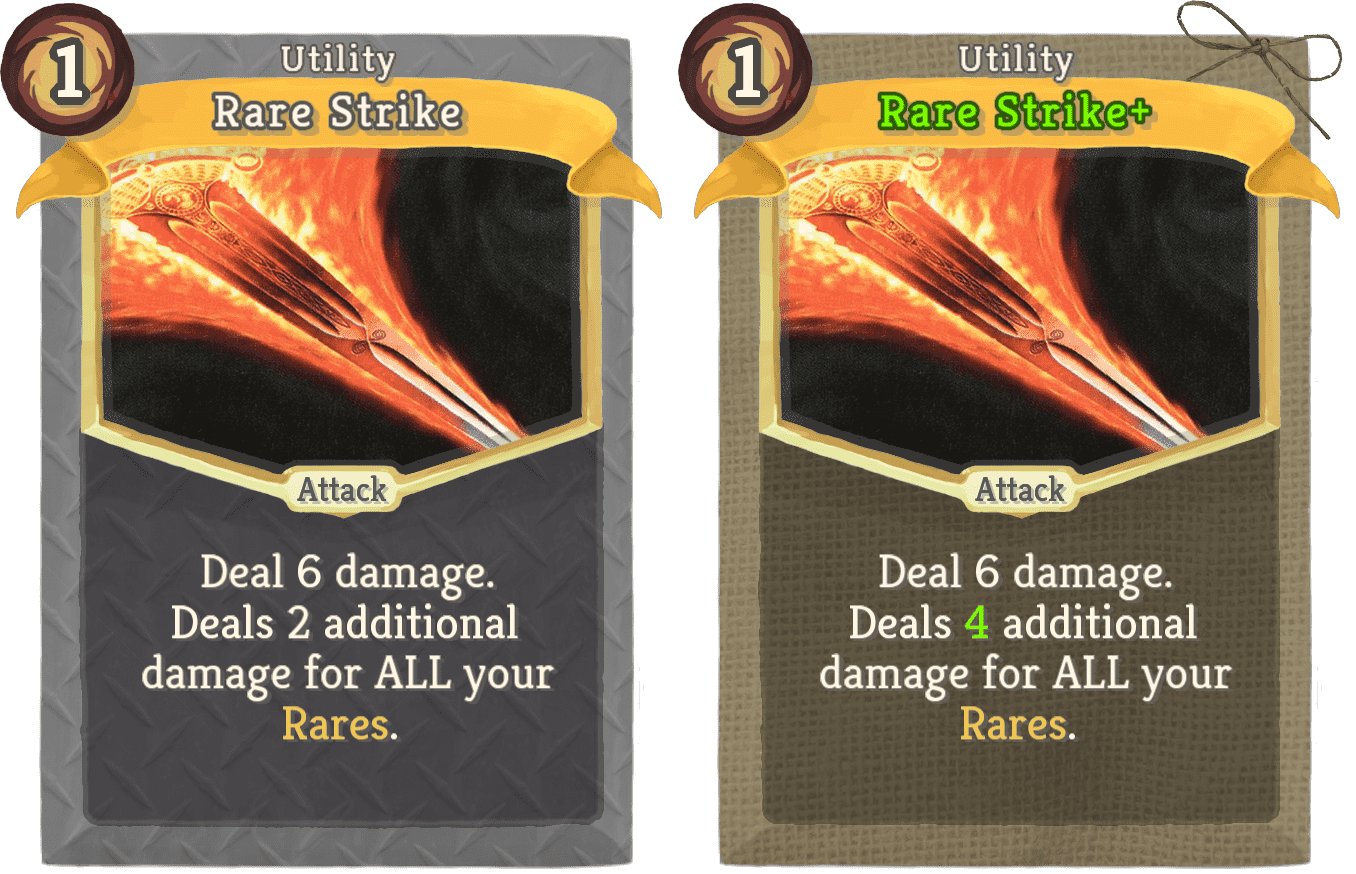 1
Utility
Rare Strike
Attack
Deal 6 damage.
Deals 2 additional
damage for ALL your
Rares.
1
Utility
Rare Strike+
Attack
Deal 6 damage.
Deals 4 additional
damage for ALL your
Rares.